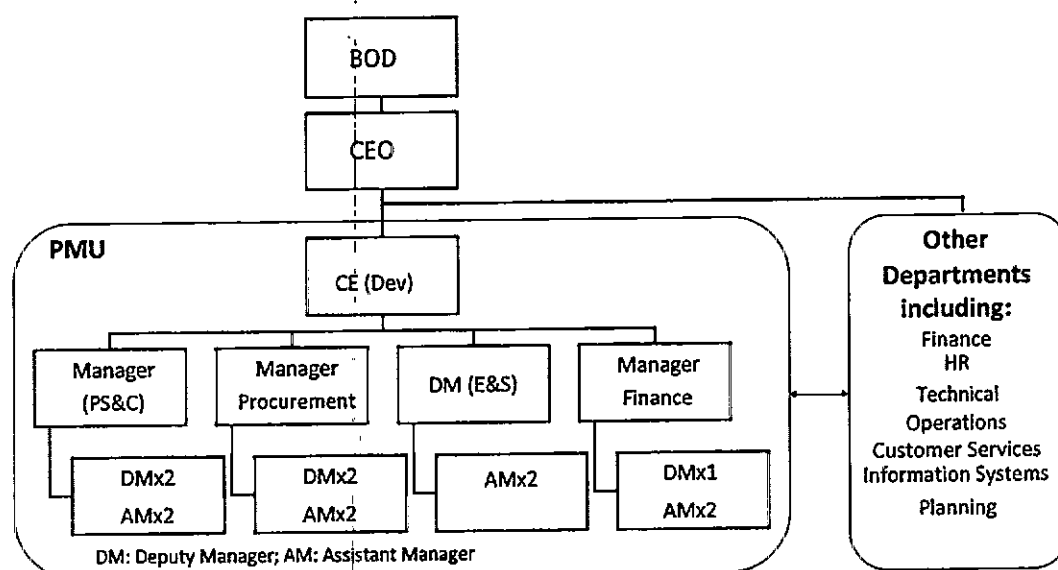 BOD
CEO
PMU
CE (Dev)
Manager
(PS&C)
Manager
Procurement
DM (E&S)
Manager
Finance
DMx2
AMx2
DMx2
AMx2
AMx2
DMx1
AMx2
DM: Deputy Manager; AM: Assistant Manager
Other
Departments
including:
Finance
HR
Technical
Operations
Customer Services
Information Systems
Planning